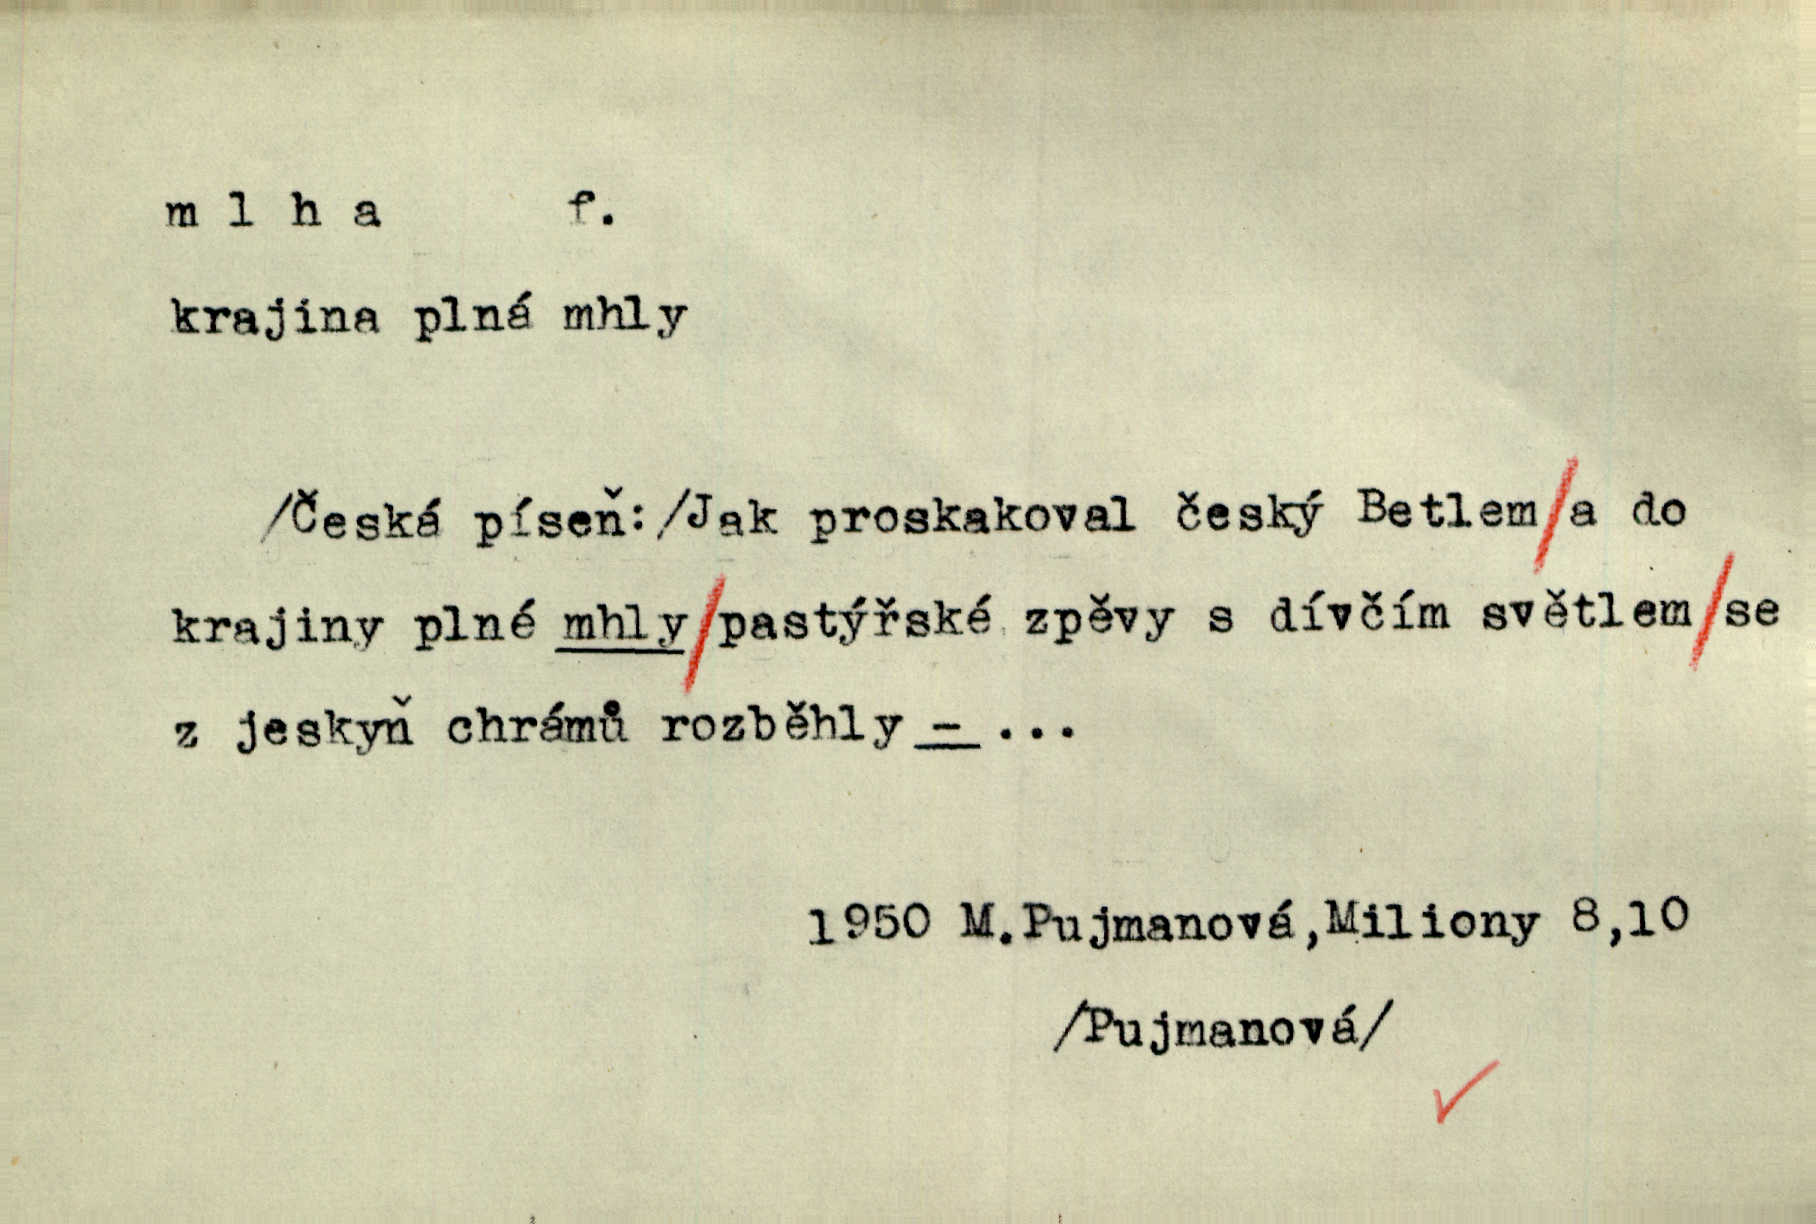 m l h a f.
krajina plná mhly
/Česká píseň:/Jak proskakoval český Betlem/a do
krajiny plné mhly/pastýřské zpěvy s dívčím světlem/se
z jeskyň chrámů rozběhly - ...
1950 M.Pujmanová,Miliony 8,10
/Pujmanová/